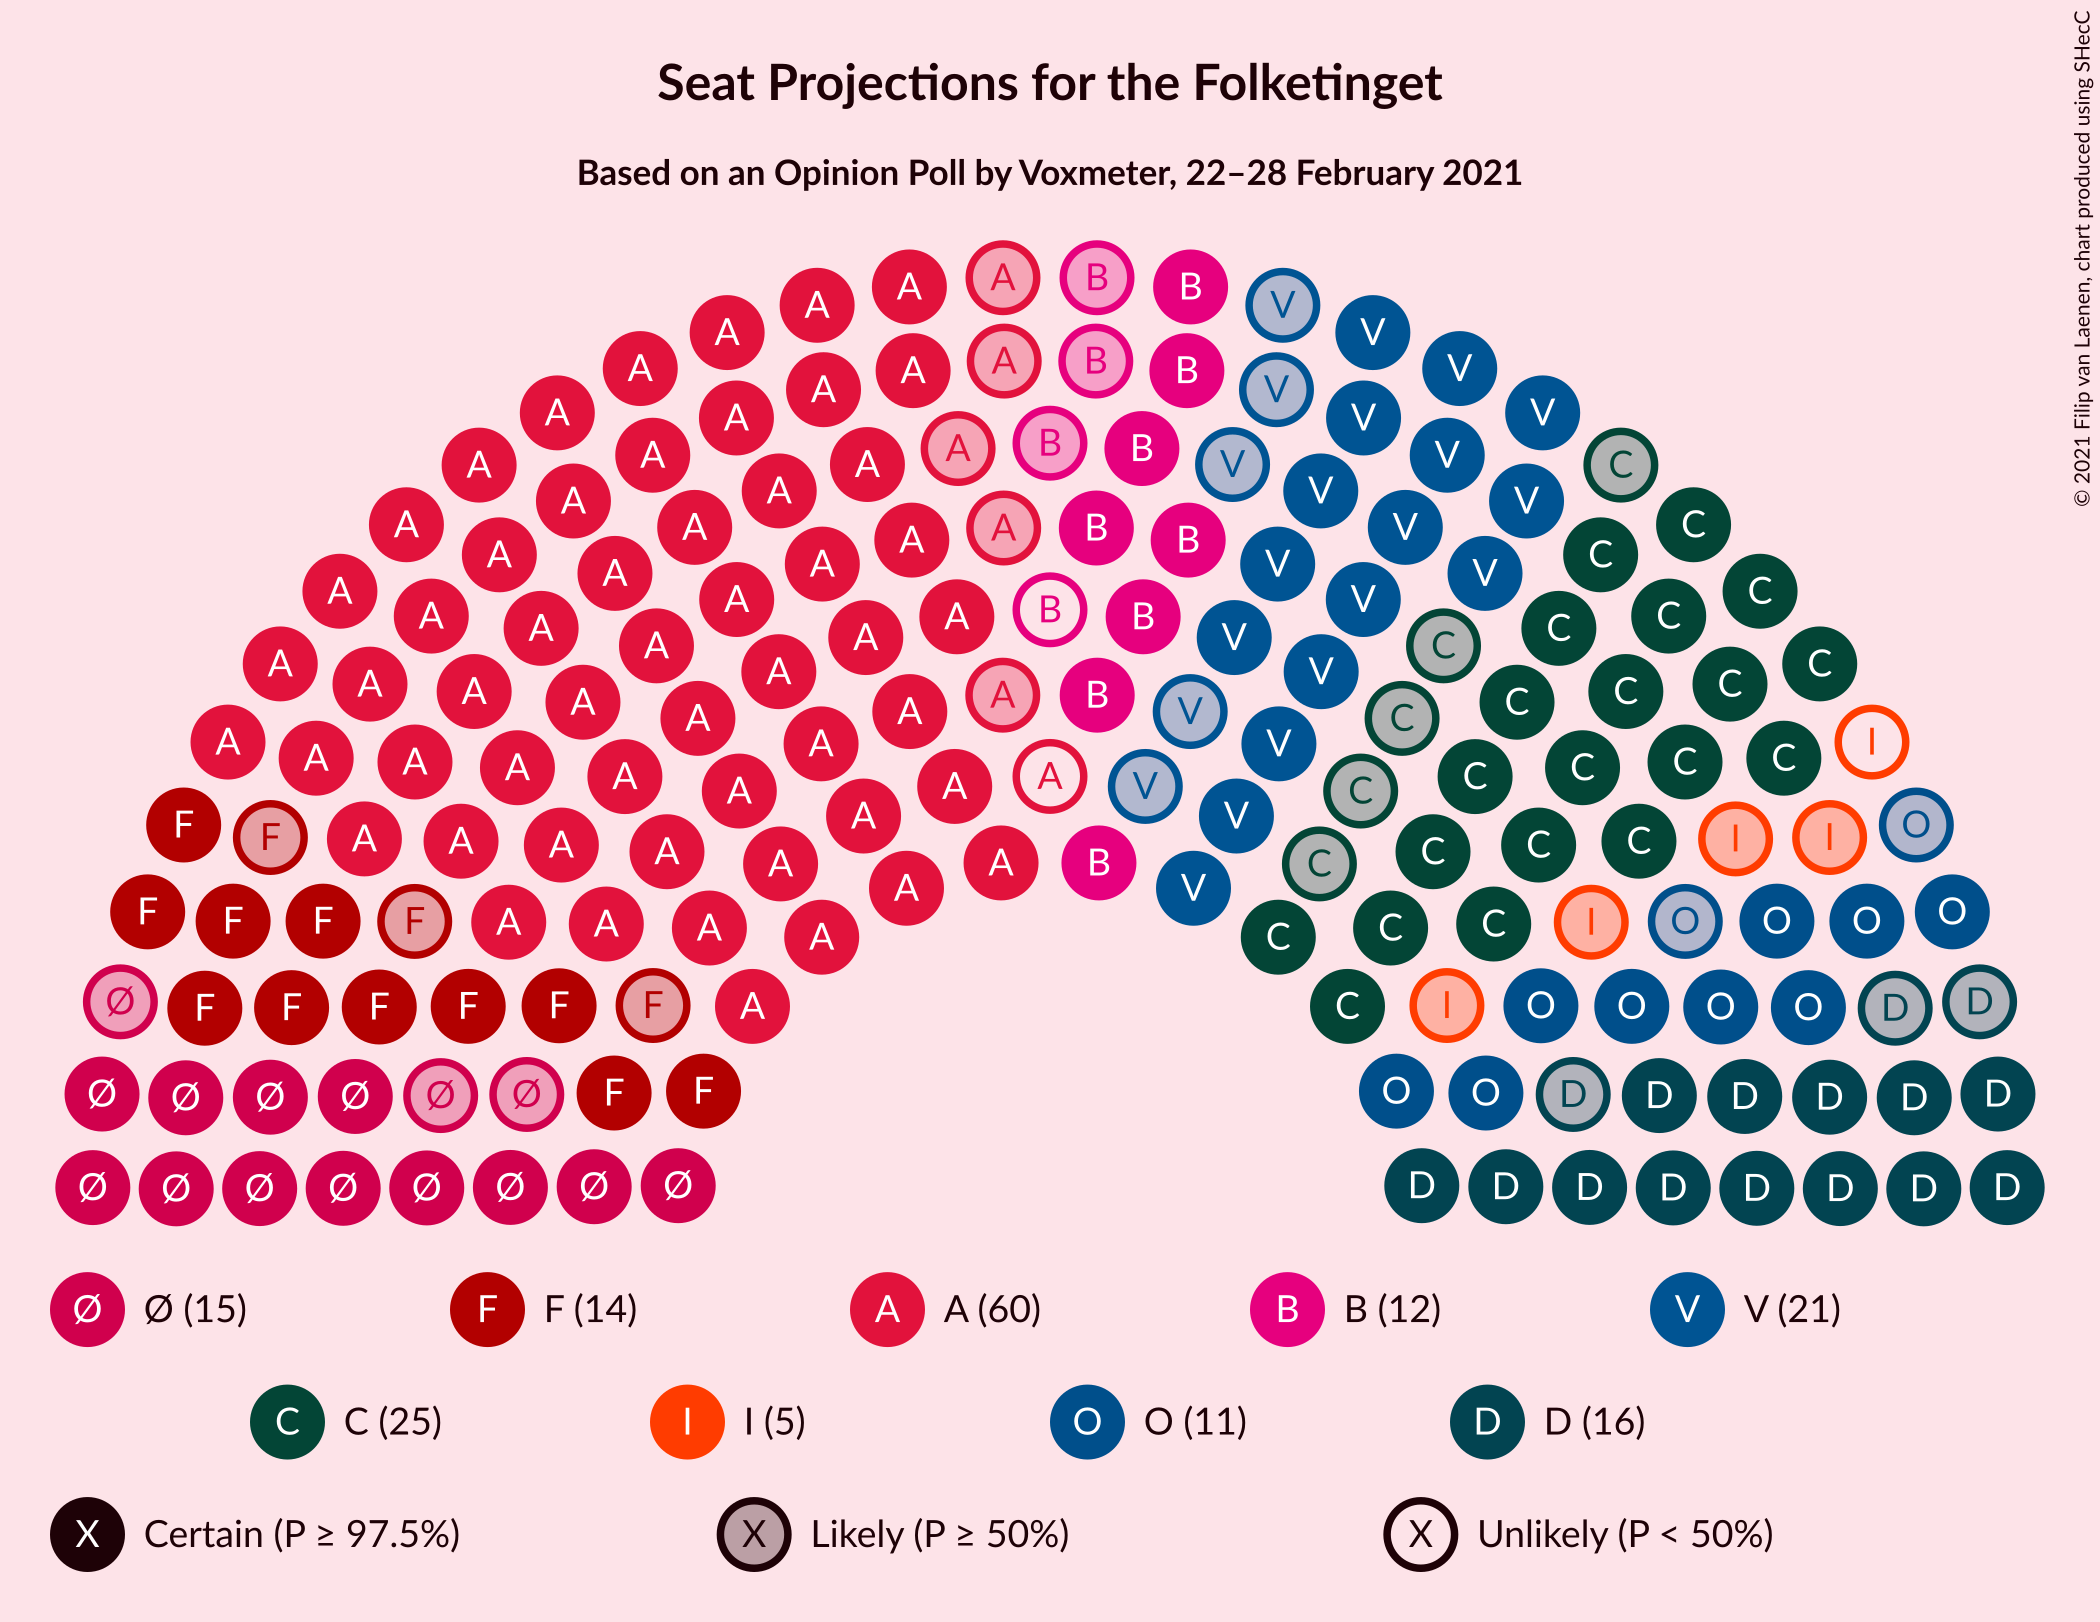 © 2021 Filip van Laenen, chart produced using SHecC
Seat Projections for the Folketinget
Based on an Opinion Poll by Voxmeter, 22–28 February 2021
A A A B B V
A A A A A B B V V V
A A A A A A B B V V V V C
A A A A A A A A B B V V V V C C
A A A A A A A B B V V V C C C
A A A A A A A A A B V V C C C C C C
A A A A A A A A A V V C C C C C I
F F A A A A A A A B V C C C C I I O
F F F F A A A A A V C C C I O O O O
Ø F F F F F F A C I O O O O D D
Ø Ø Ø Ø Ø Ø F F O O D D D D D D
Ø Ø Ø Ø Ø Ø Ø Ø D D D D D D D D
Ø Ø (15) F F (14) A A (60) B B (12) V V (21)
C C (25) I I (5) O O (11) D D (16)
X Certain (P ≥ 97.5%) X Likely (P ≥ 50%) X Unlikely (P < 50%)